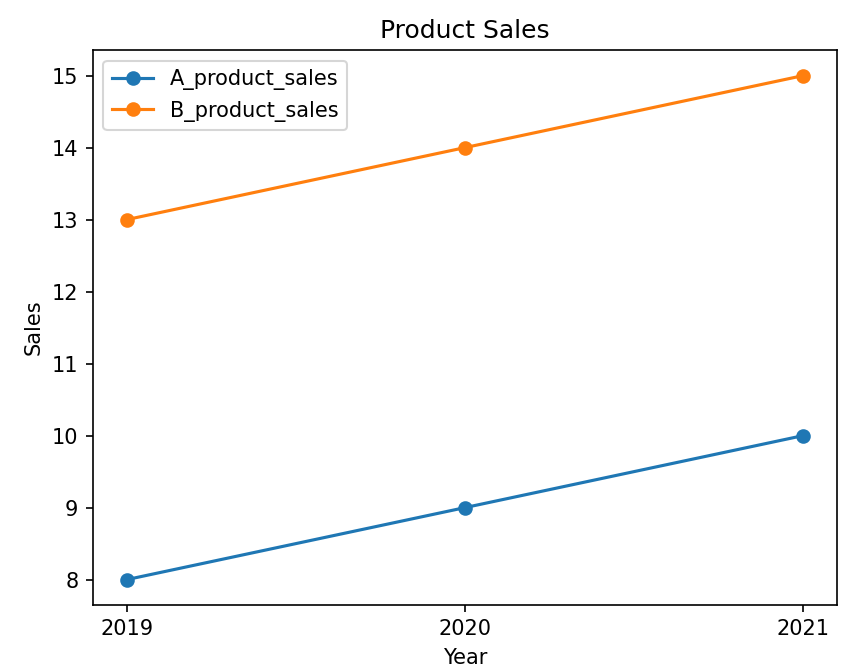 Product Sales
A_product_sales
B_product_sales
15
14
13
12
11
10
9
8
Sales
2019 2020 2021
Year